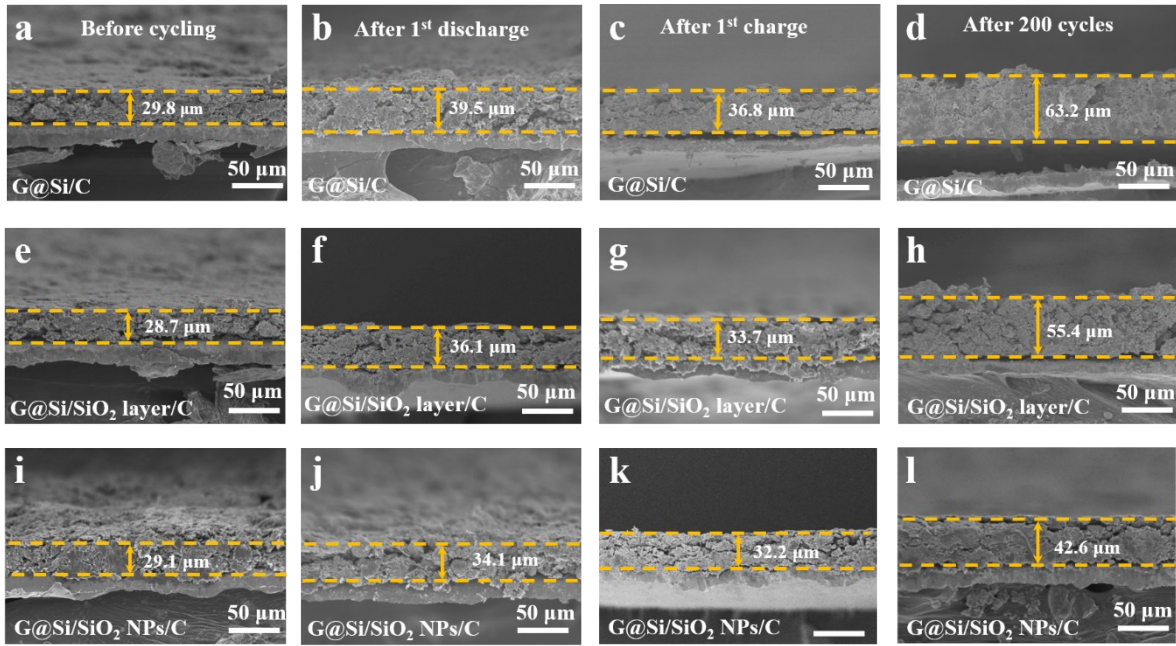 a
Before cycling
29.8 μm
50 μm
G@Si/C
b
After 1st discharge
39.5 μm
50 μm
G@Si/C
c
After 1st charge
36.8 μm
50 μm
G@Si/C
d
After 200 cycles
63.2 μm
50 μm
G@Si/C
e
28.7 μm
50 μm
G@Si/SiO2 layer/C
f
36.1 μm
50 μm
G@Si/SiO2 layer/C
g
33.7 μm
50 μm
G@Si/SiO2 layer/C
h
55.4 μm
50 μm
G@Si/SiO2 layer/C
i
29.1 μm
50 μm
G@Si/SiO2 NPs/C
j
34.1 μm
50 μm
G@Si/SiO2 NPs/C
k
32.2 μm
G@Si/SiO2 NPs/C
l
42.6 μm
50 μm
G@Si/SiO2 NPs/C